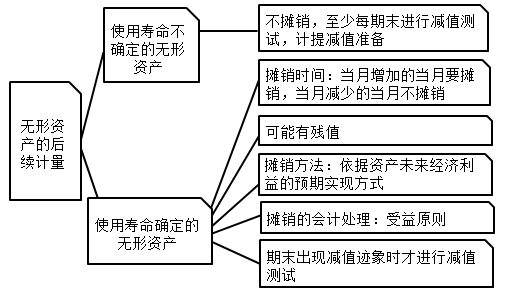 使用寿命不
确定的无形
资产
不摊销，至少每期末进行减值测
试，计提减值准备
无形资
产的后
续计量
摊销时间：当月增加的当月要摊
销，当月减少的当月不摊销
可能有残值
摊销方法：依据资产未来经济利
益的预期实现方式
使用寿命确定的
无形资产
摊销的会计处理：受益原则
期末出现减值迹象时才进行减值
测试